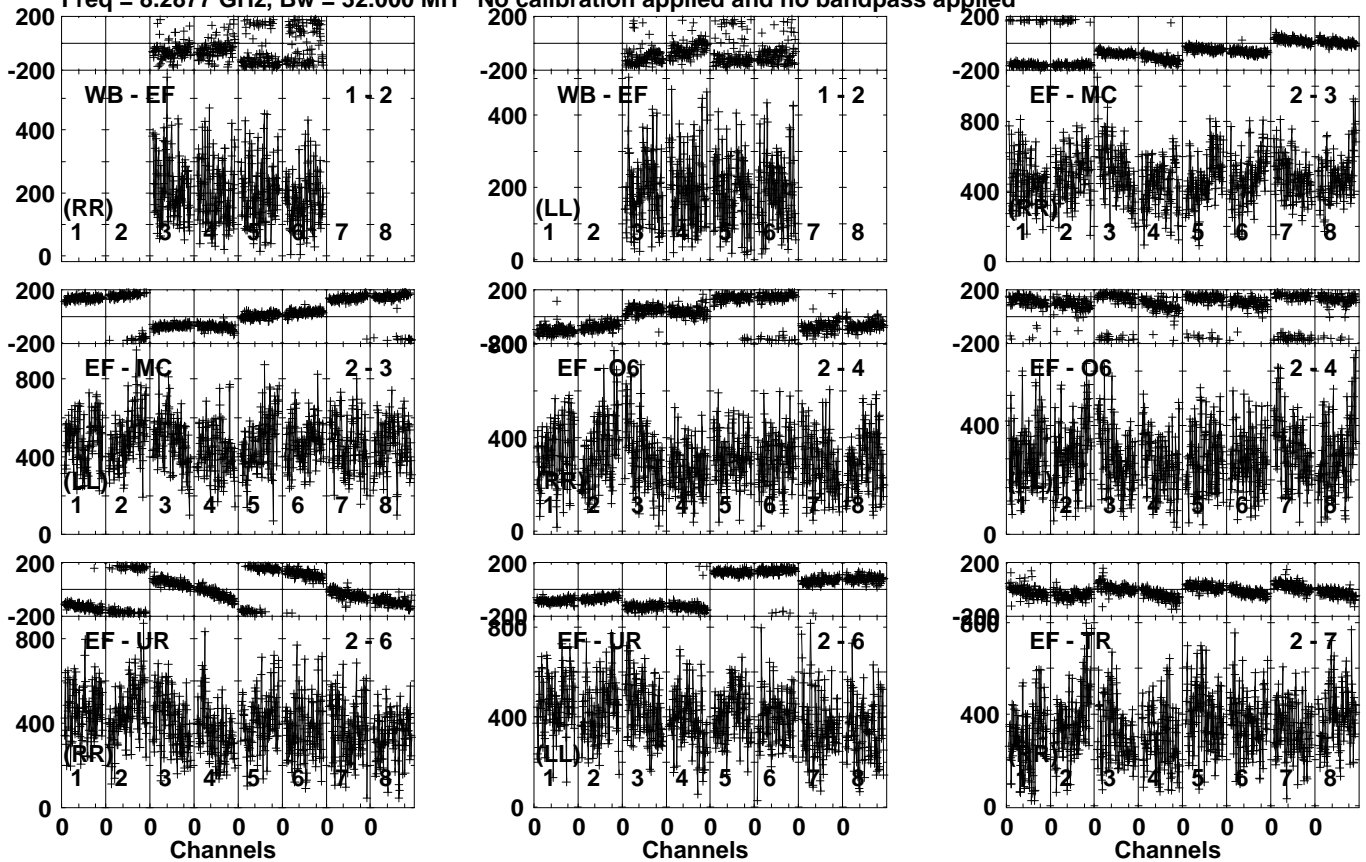 Freq = 8.2877 GHz, Bw = 32.000 MH No calibration applied and no bandpass applied
200 200 200
-200 -200 -200
WB - EF 1 - 2 WB - EF 1 - 2 EF - MC 2 - 3
400 400 800
200 200 400
(RR) (LL) (RR)
1 2 3 4 5 6 7 8 1 2 3 4 5 6 7 8 1 2 3 4 5 6 7 8
0 0 0
200 200 200
-200 -200 -200
EF - MC 2 - 3 EF - O6 2 - 4 EF - O6 2 - 4
800 800
400 400 400
(LL) (RR) (LL)
1 2 3 4 5 6 7 8 1 2 3 4 5 6 7 8 1 2 3 4 5 6 7 8
0 0 0
200 200 200
-200 -200 -200
800 800 800
EF - UR 2 - 6 EF - UR 2 - 6 EF - TR 2 - 7
400 400 400
(RR) (LL) (RR)
1 2 3 4 5 6 7 8 1 2 3 4 5 6 7 8 1 2 3 4 5 6 7 8
0 0 0
0 0 0 0 0 0 0 0 0 0 0 0 0 0 0 0 0 0 0 0 0 0 0 0
Channels Channels Channels